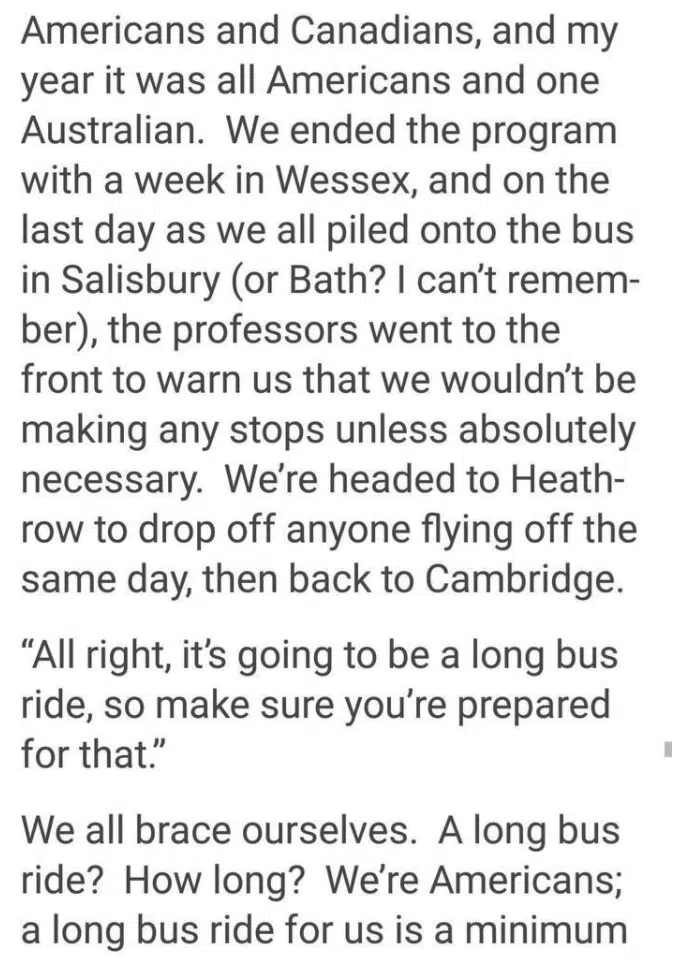 Americans and Canadians, and my
year it was all Americans and one
Australian.  We ended the program
with a week in Wessex, and on the
last day as we all piled onto the bus
in Salisbury (or Bath? I can’t remem-
ber), the professors went to the
front to warn us that we wouldn’t be
making any stops unless absolutely
necessary.  We’re headed to Heath-
row to drop off anyone flying off the
same day, then back to Cambridge.
“All right, it’s going to be a long bus
ride, so make sure you’re prepared
for that.”
We all brace ourselves.  A long bus
ride?  How long?  We’re Americans;
a long bus ride for us is a minimum